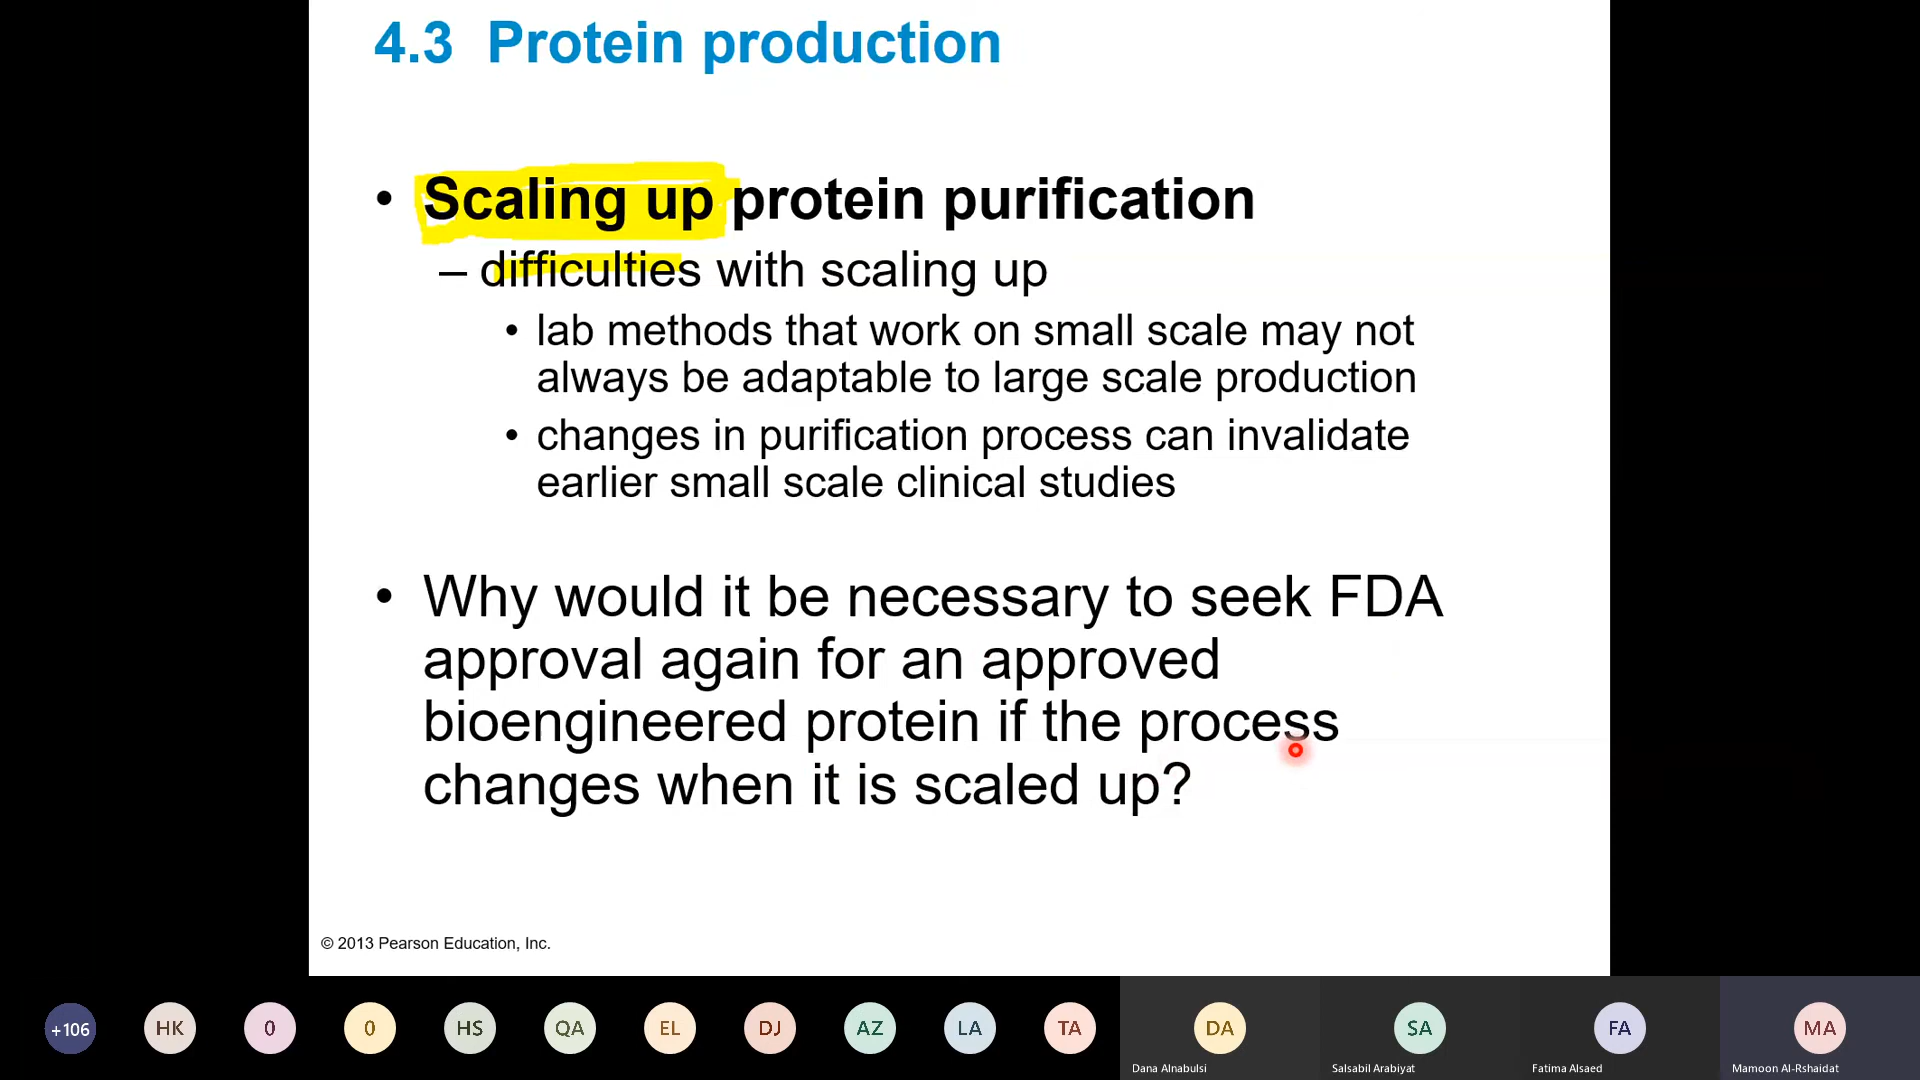 4.3 Protein production
• Scaling up protein purification
– difficulties with scaling up
• lab methods that work on small scale may not
always be adaptable to large scale production
• changes in purification process can invalidate
earlier small scale clinical studies
• Why would it be necessary to seek FDA
approval again for an approved
bioengineered protein if the process
changes when it is scaled up?
© 2013 Pearson Education, Inc.
+106 HK 0 0 HS QA EL DJ AZ LA TA DA SA FA MA
Dana Alnabulsi Salsabil Arabiyat Fatima Alsaed Mamoon Al-Rshaidat